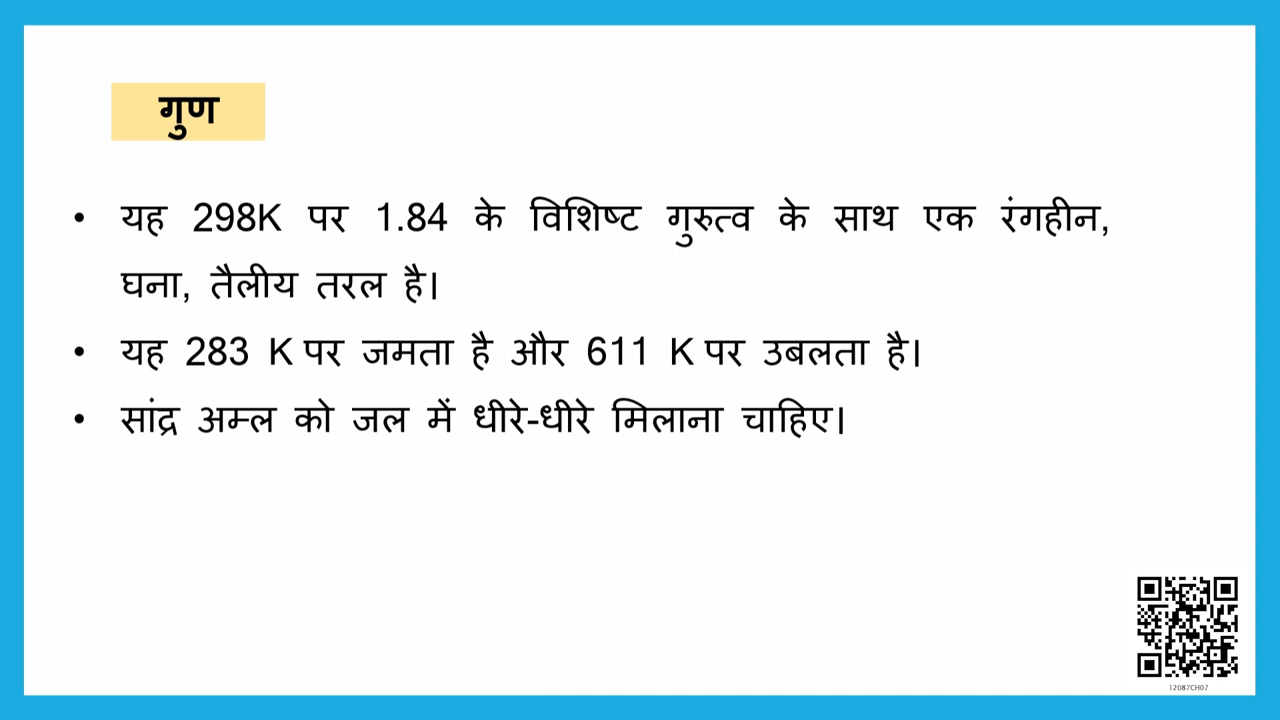 गुण
• यह 298K पर 1.84 के विशिष्ट गुरुत्व के साथ एक रंगहीन,
घना, तैलीय तरल है।
• यह 283 K पर जमता है और 611 K पर उबलता है।
• सांद्र अम्ल को जल में धीरे-धीरे मिलाना चाहिए।
12087CH07